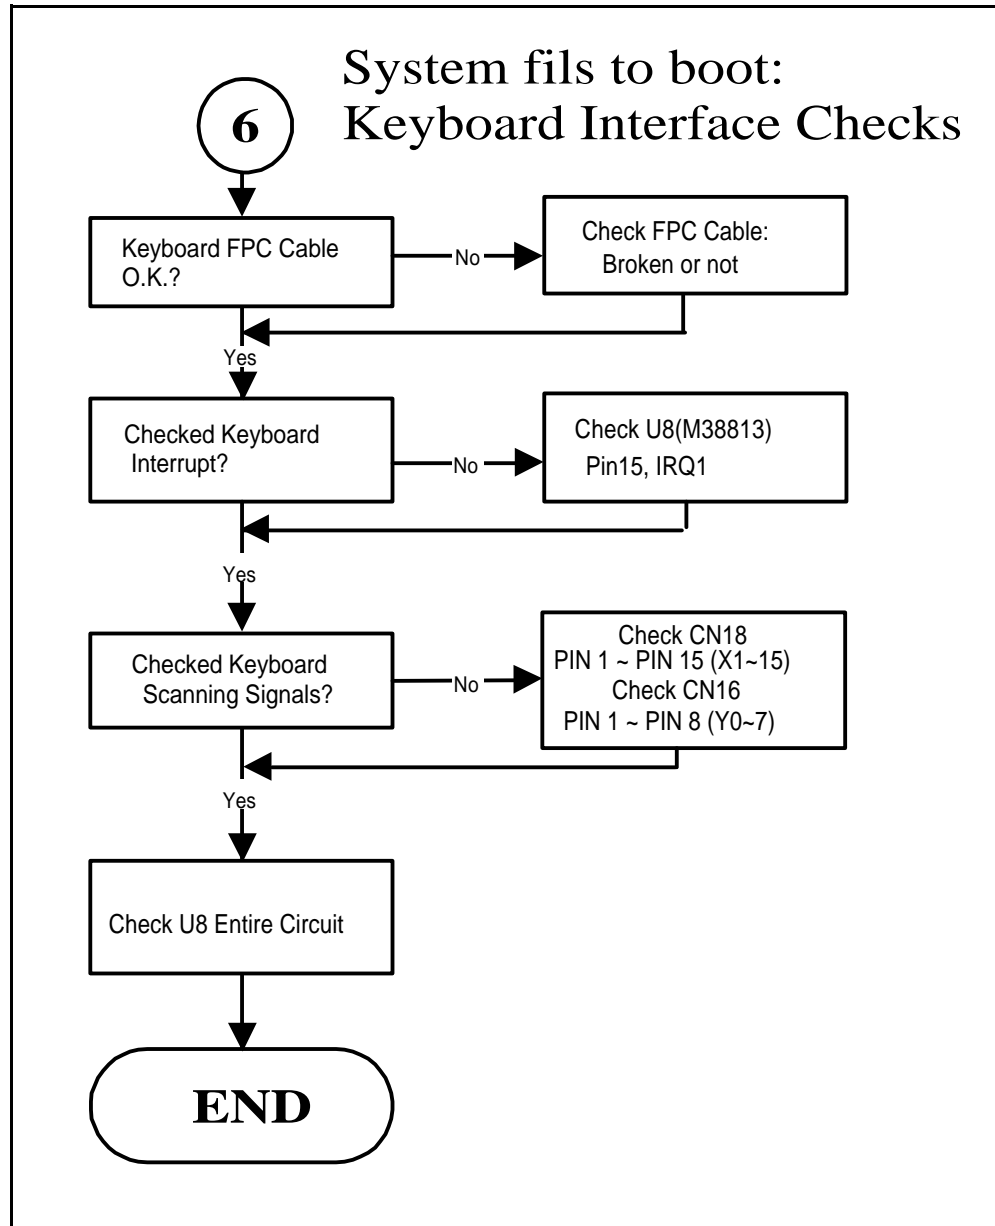 System fils to boot:
6
Keyboard Interface Checks
Keyboard FPC Cable
O.K.?
No
Check FPC Cable:
Broken or not
Yes
Checked Keyboard
Interrupt?
No
Check U8(M38813)
Pin15, IRQ1
Yes
Checked Keyboard
Scanning Signals?
No
Check CN18
PIN 1 ~ PIN 15 (X1~15)
Check CN16
PIN 1 ~ PIN 8 (Y0~7)
Yes
Check U8 Entire Circuit
END